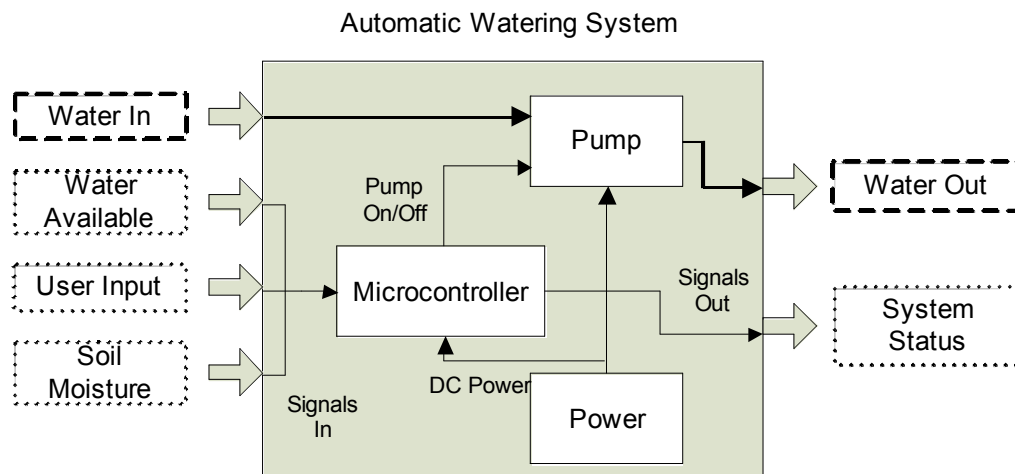 Automatic Watering System
Water In
Water
Available
User Input
Soil
Moisture
Pump
On/Off
Pump
Microcontroller
Signals
In
DC Power
Power
Signals
Out
Water Out
System
Status